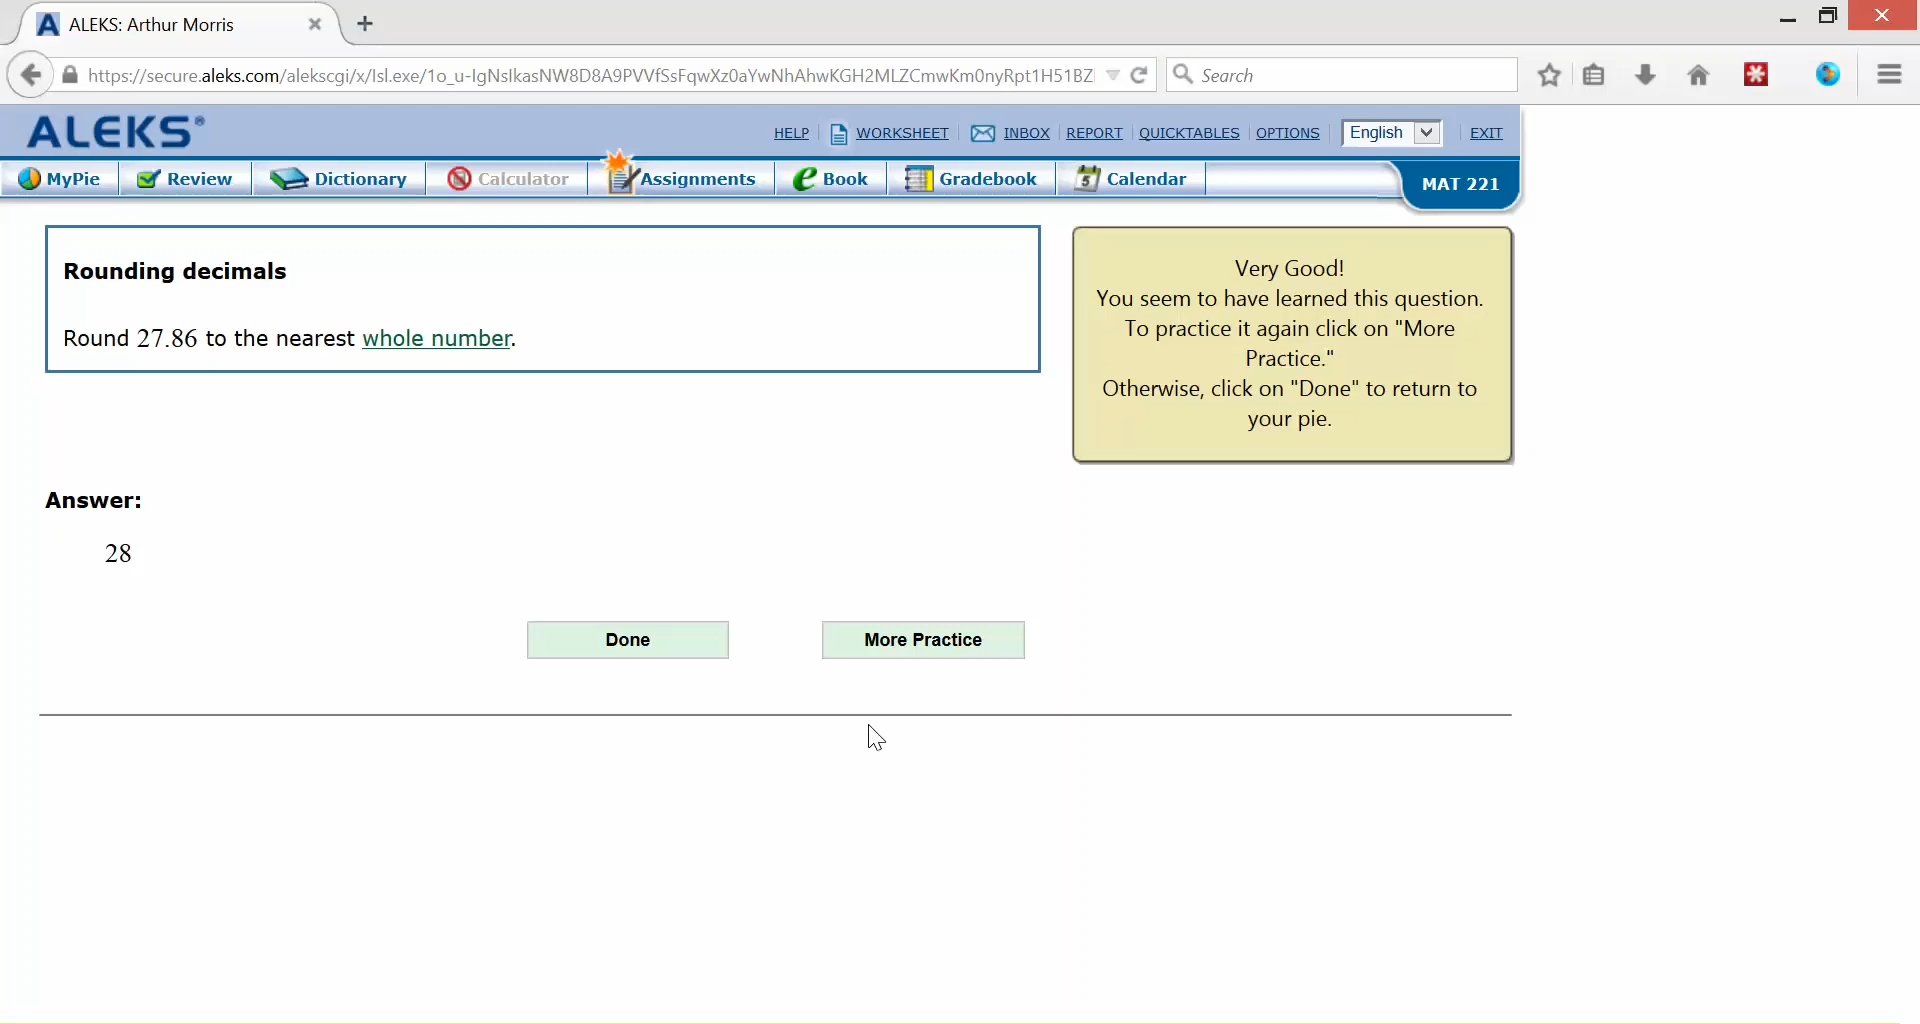 ALEKS: Arthur Morris
https://secure.aleks.com/alekscgi/x/Isl.exe/1o_u-IgNsIkasNW8D8A9PVVfSsFqwXz0aYwNhAhwKGH2MLZCmwKm0nyRpt1H51BZ
Search
ALEKS®
HELP WORKSHEET INBOX REPORT QUICKTABLES OPTIONS English EXIT
MyPie Review Dictionary Calculator Assignments Book Gradebook 5 Calendar MAT 221
Rounding decimals
Round 27.86 to the nearest whole number.
Very Good!
You seem to have learned this question.
To practice it again click on "More
Practice."
Otherwise, click on "Done" to return to
your pie.
Answer:
28
Done More Practice